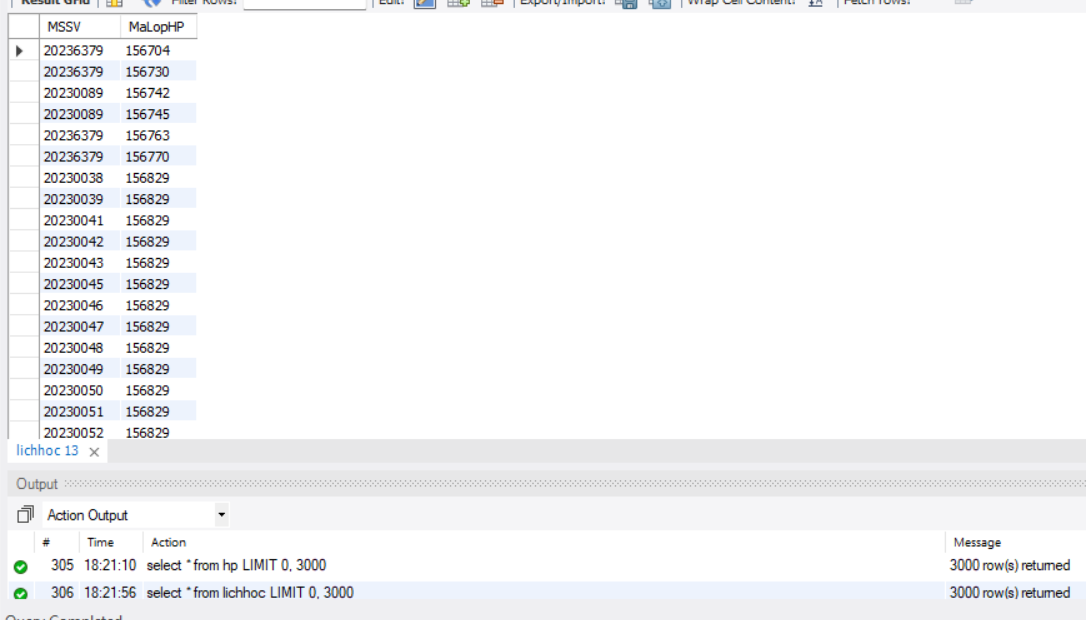 Result Grid Filter Rows: Edit: Export/Import: Wrap Cell Content: Fetch rows:
MSSV MaLopHP
20236379 156704
20236379 156730
20230089 156742
20230089 156745
20236379 156763
20236379 156770
20230038 156829
20230039 156829
20230041 156829
20230042 156829
20230043 156829
20230045 156829
20230046 156829
20230047 156829
20230048 156829
20230049 156829
20230050 156829
20230051 156829
20230052 156829
lichhoc 13
Output
Action Output
# Time Action Message
305 18:21:10 select * from hp LIMIT 0, 3000 3000 row(s) returned
306 18:21:56 select * from lichhoc LIMIT 0, 3000 3000 row(s) returned
Query Completed